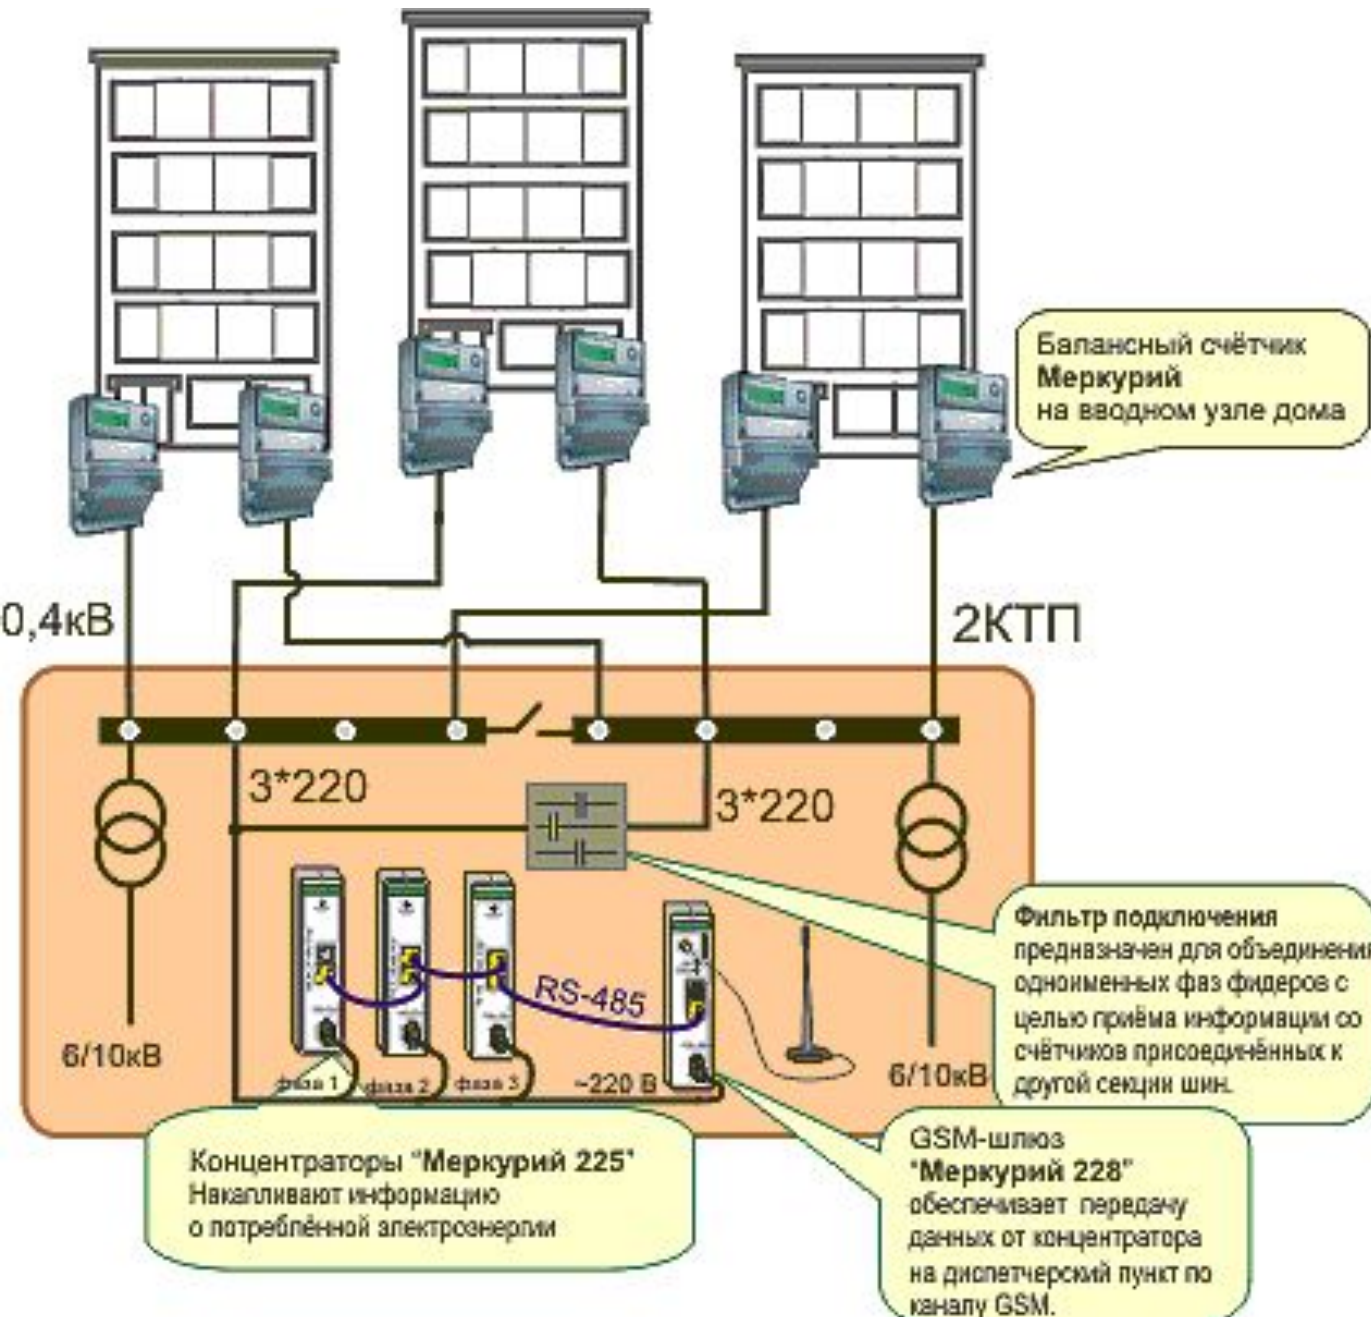 Балансный счётчик
Меркурий
на вводном узле дома
0,4кВ
2КТП
3*220
3*220
RS-485
6/10кВ
фаза 1
фаза 2
фаза 3
~220 В
6/10кВ
Фильтр подключения
предназначен для объединения
одноименных фаз фидеров с
целью приёма информации со
счётчиков присоединённых к
другой секции шин.
Концентраторы "Меркурий 225"
Накапливают информацию
о потреблённой электроэнергии
GSM-шлюз
"Меркурий 228"
обеспечивает передачу
данных от концентратора
на диспетчерский пункт по
каналу GSM.